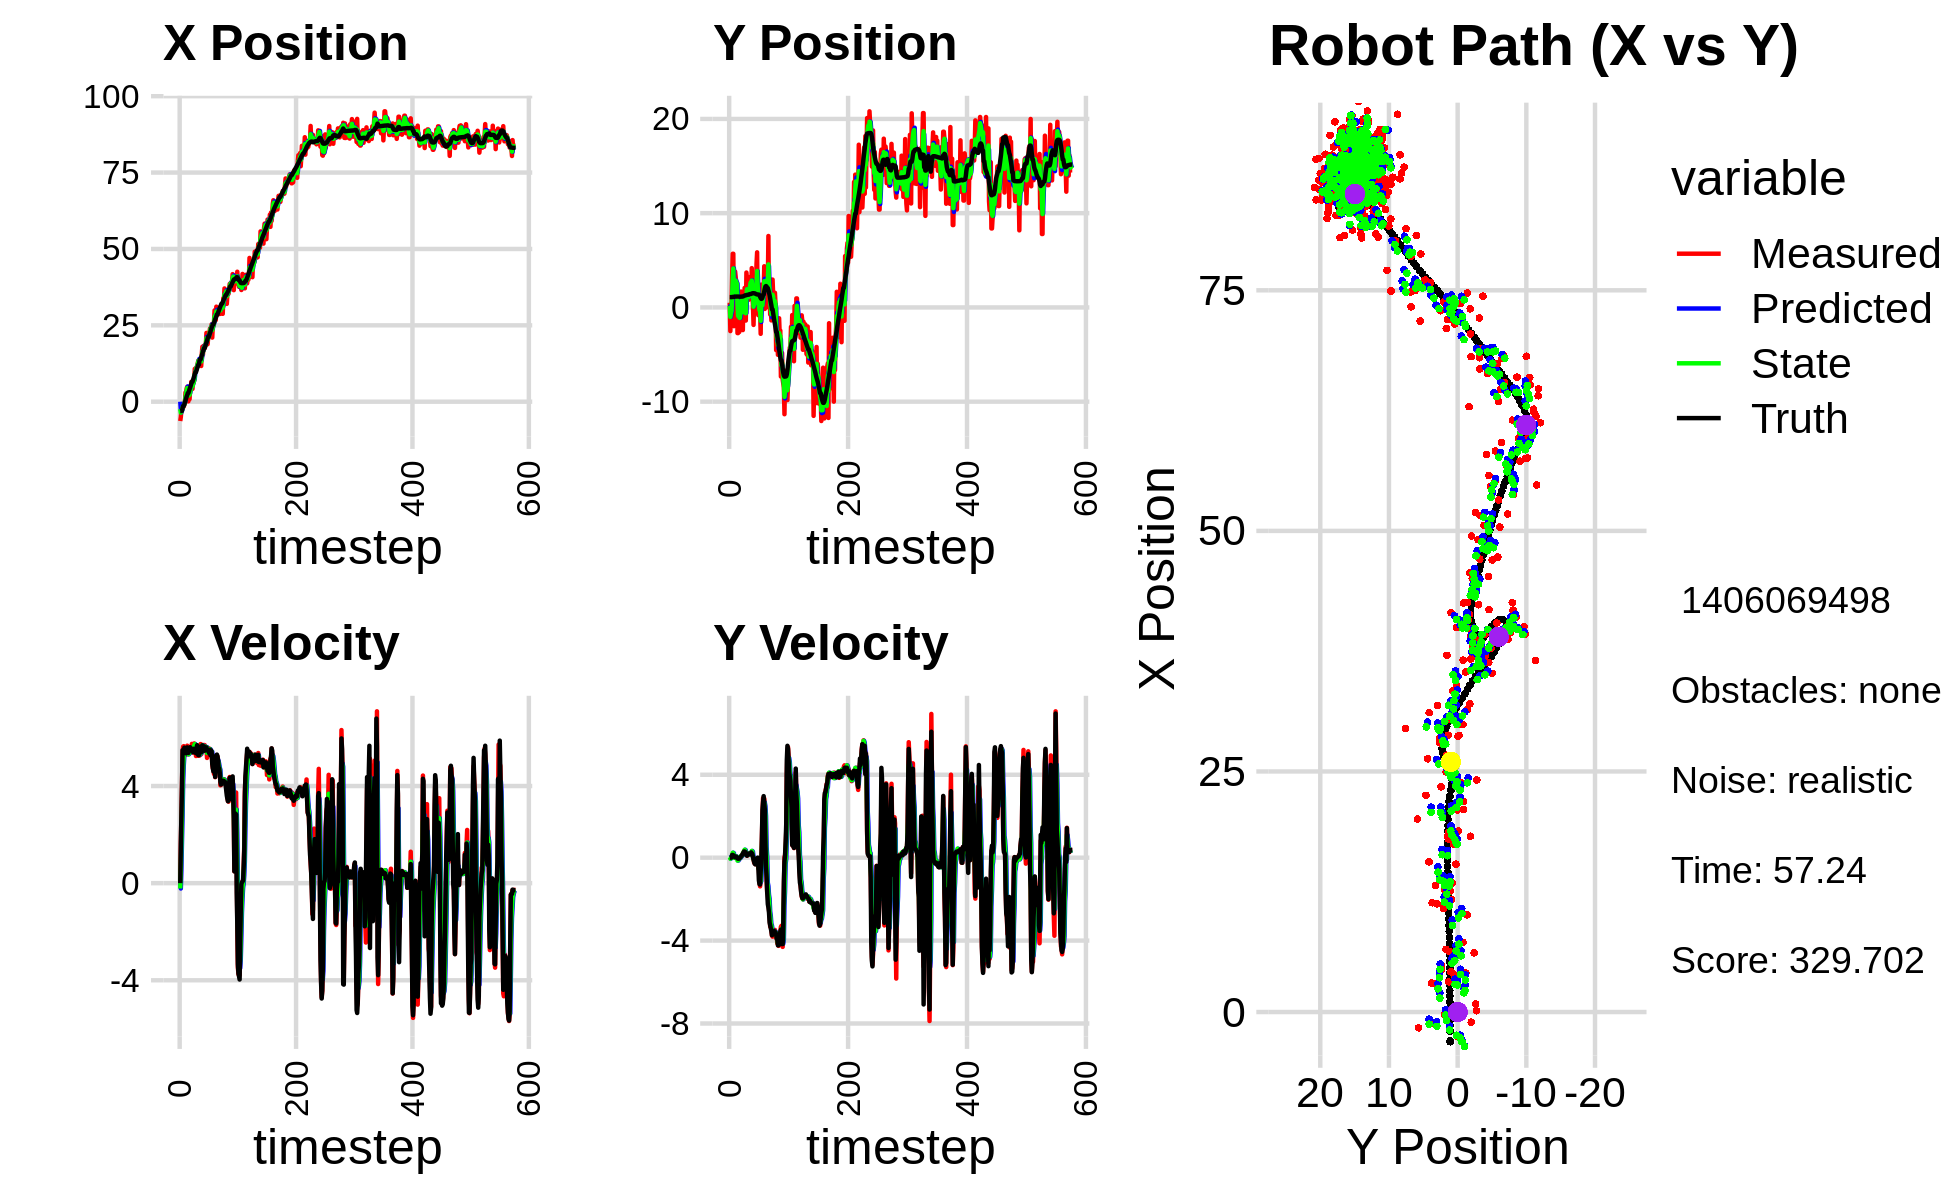 X Position
100
75
50
25
0
0
200
400
600
timestep
Y Position
20
10
0
-10
0
200
400
600
timestep
X Velocity
4
0
-4
0
200
400
600
timestep
Y Velocity
4
0
-4
-8
0
200
400
600
timestep
Robot Path (X vs Y)
X Position
75
50
25
0
20
10
0
-10
-20
Y Position
variable
Measured
Predicted
State
Truth
1406069498
Obstacles: none
Noise: realistic
Time: 57.24
Score: 329.702